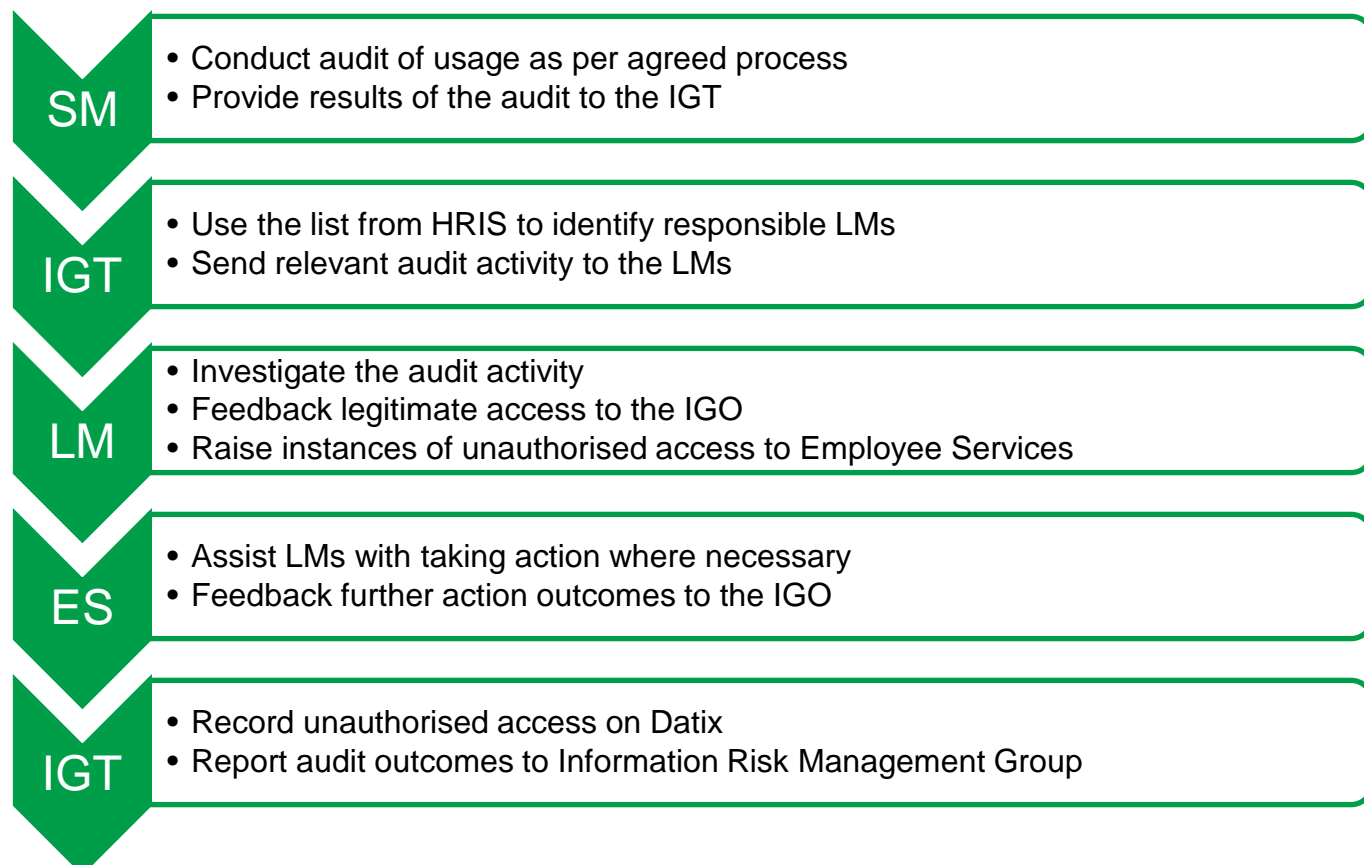 SM
• Conduct audit of usage as per agreed process
• Provide results of the audit to the IGT
IGT
• Use the list from HRIS to identify responsible LMs
• Send relevant audit activity to the LMs
LM
• Investigate the audit activity
• Feedback legitimate access to the IGO
• Raise instances of unauthorised access to Employee Services
ES
• Assist LMs with taking action where necessary
• Feedback further action outcomes to the IGO
IGT
• Record unauthorised access on Datix
• Report audit outcomes to Information Risk Management Group